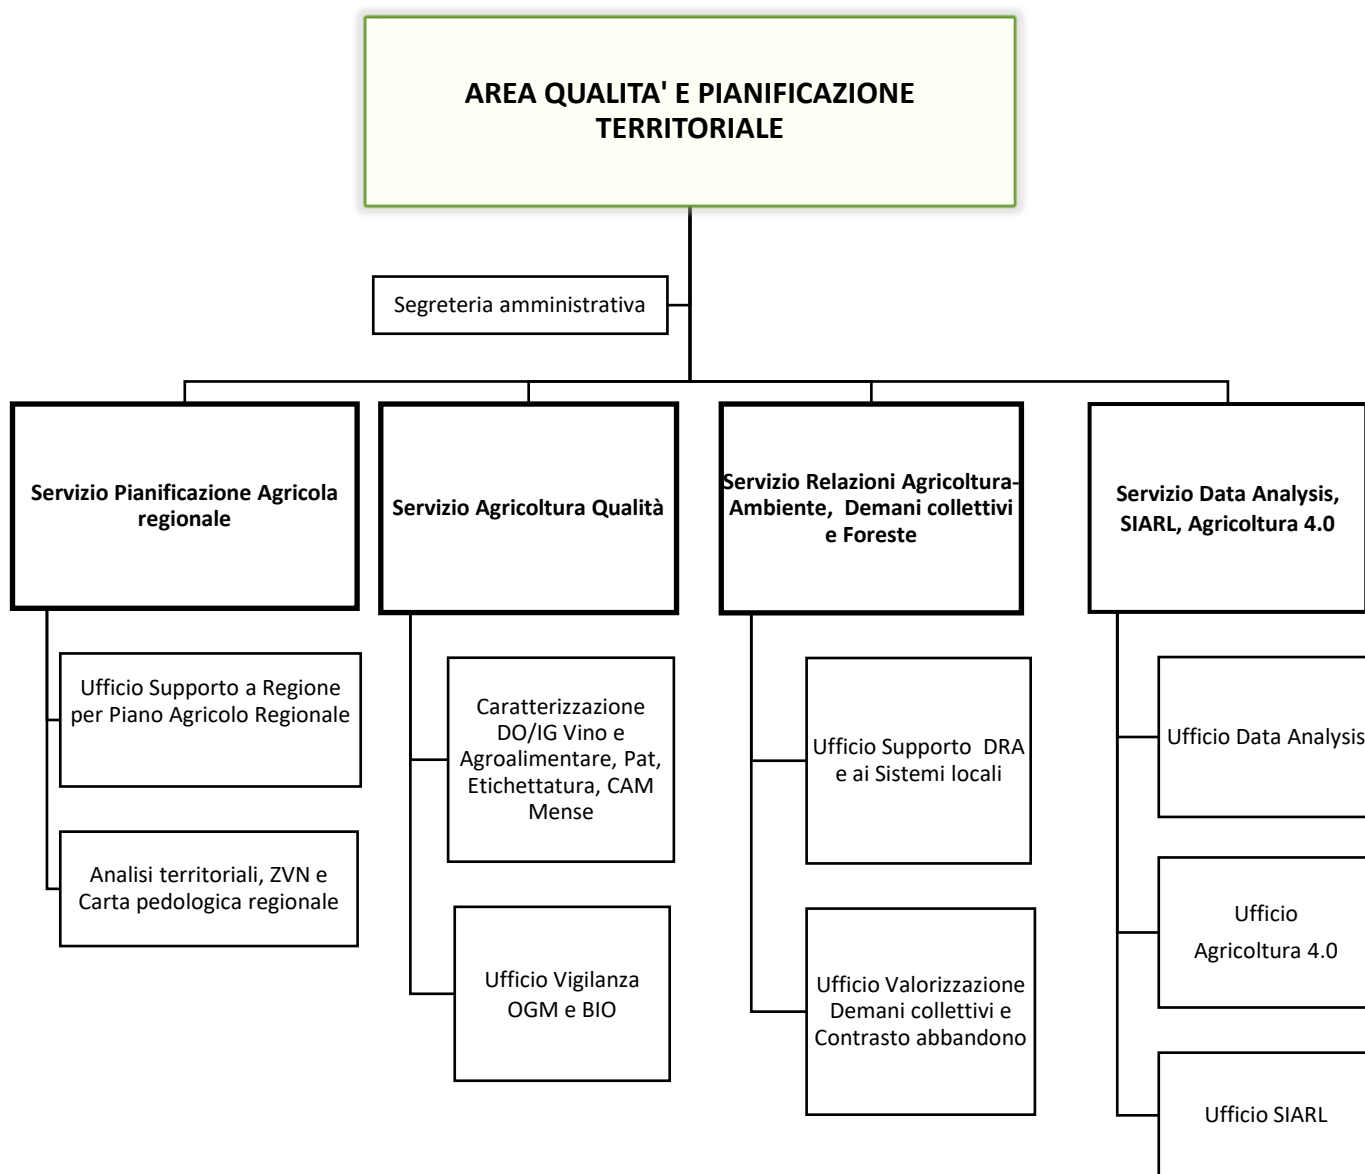 AREA QUALITA' E PIANIFICAZIONE
TERRITORIALE
Segreteria amministrativa
Servizio Pianificazione Agricola
regionale
Servizio Agricoltura Qualità
Servizio Relazioni Agricoltura-
Ambiente, Demani collettivi
e Foreste
Servizio Data Analysis,
SIARL, Agricoltura 4.0
Ufficio Supporto a Regione
per Piano Agricolo Regionale
Analisi territoriali, ZVN e
Carta pedologica regionale
Caratterizzazione
DO/IG Vino e
Agroalimentare, Pat,
Etichettatura, CAM
Mense
Ufficio Vigilanza
OGM e BIO
Ufficio Supporto DRA
e ai Sistemi locali
Ufficio Valorizzazione
Demani collettivi e
Contrasto abbandono
Ufficio Data Analysis
Ufficio
Agricoltura 4.0
Ufficio SIARL